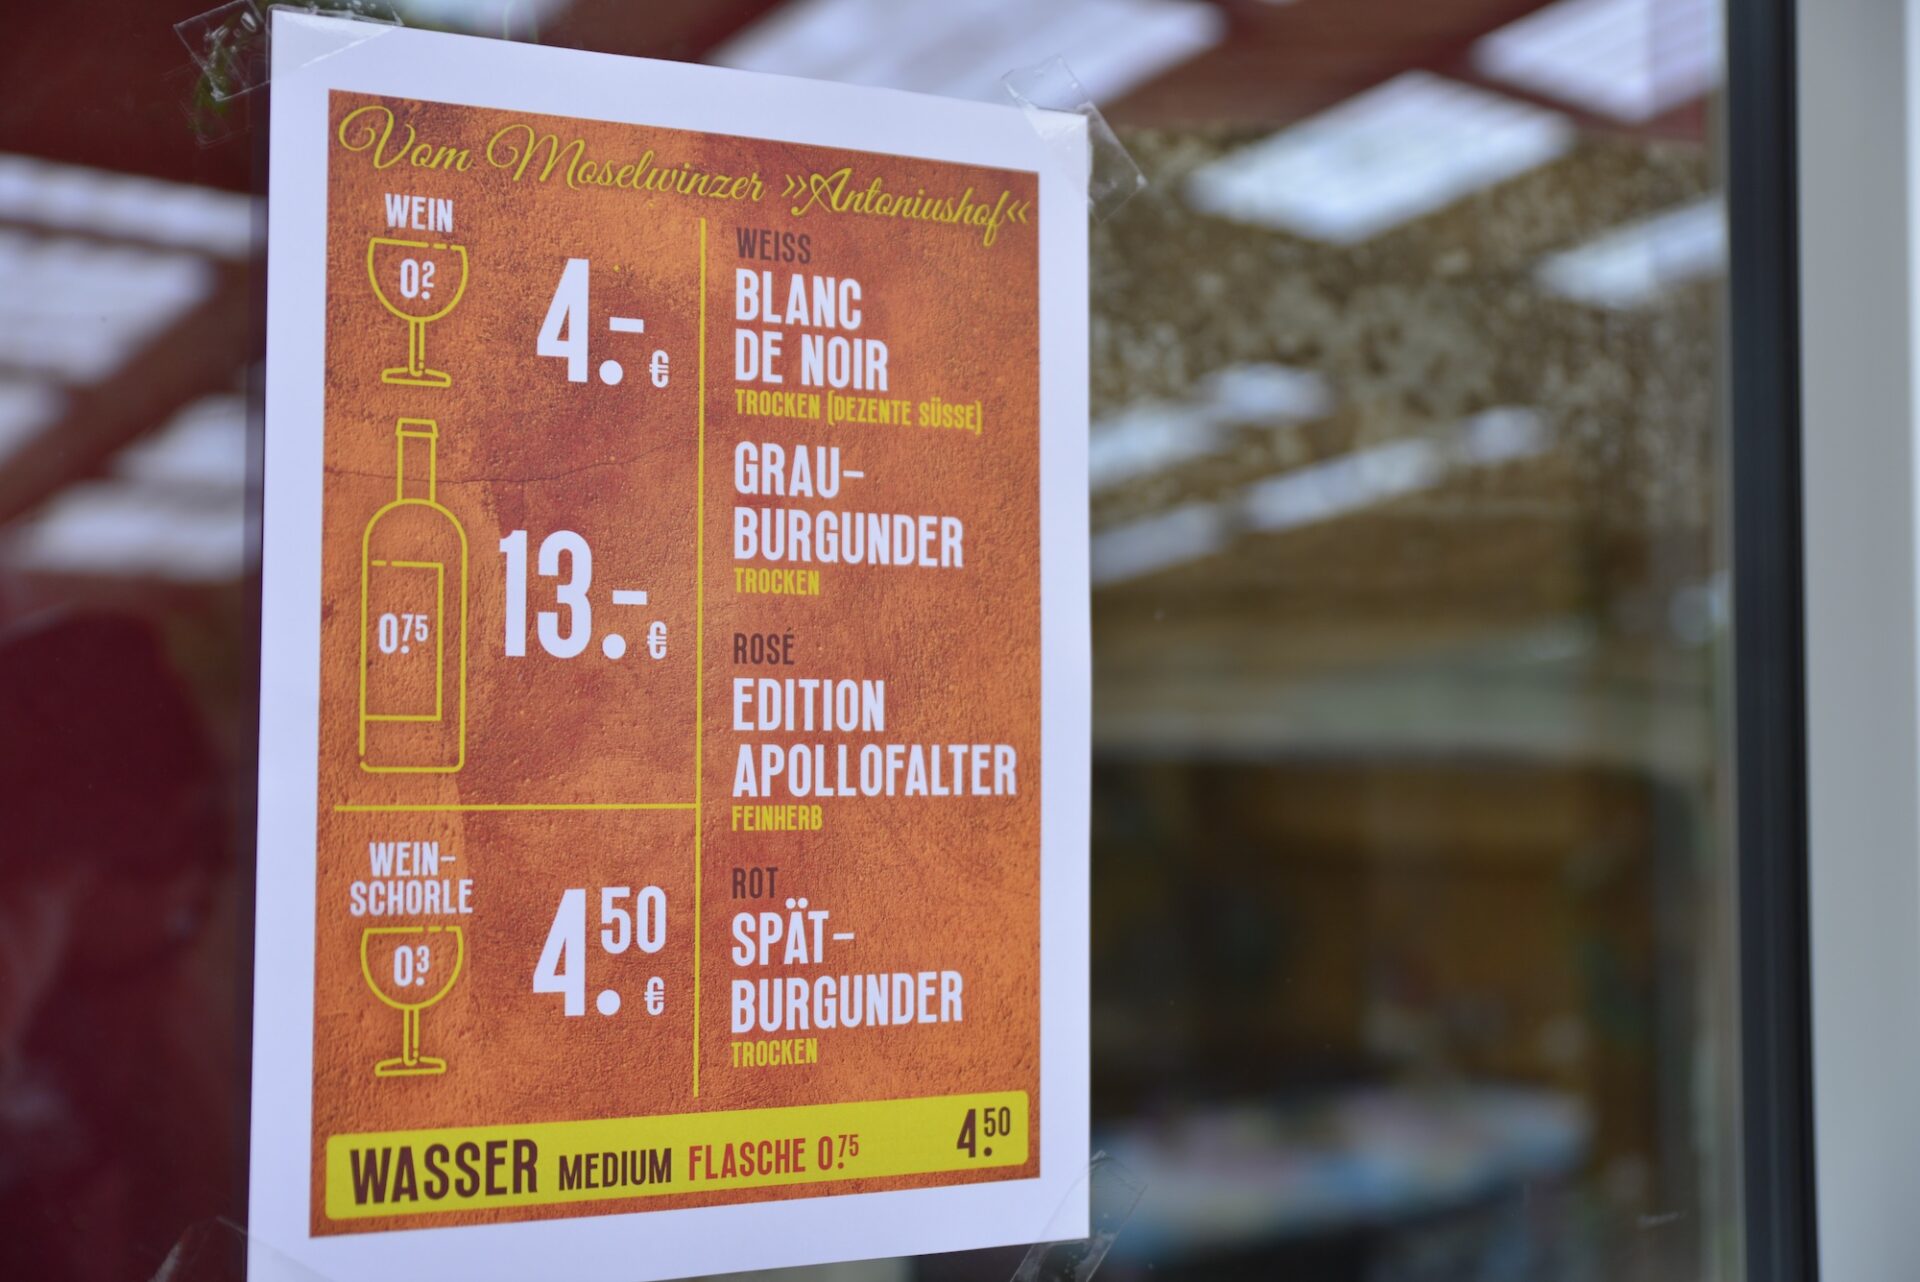 Vom Moselwinzer »Antoniushof«
WEIN
0.2
4.- €
0.75
13.- €
WEIN-
SCHORLE
0.3
4.50 €
WEISS
BLANC
DE NOIR
TROCKEN (DEZENTE SÜSSE)
GRAU-
BURGUNDER
TROCKEN
ROSÉ
EDITION
APOLLOFALTER
FEINHERB
ROT
SPÄT-
BURGUNDER
TROCKEN
WASSER MEDIUM FLASCHE 0.75 4.50